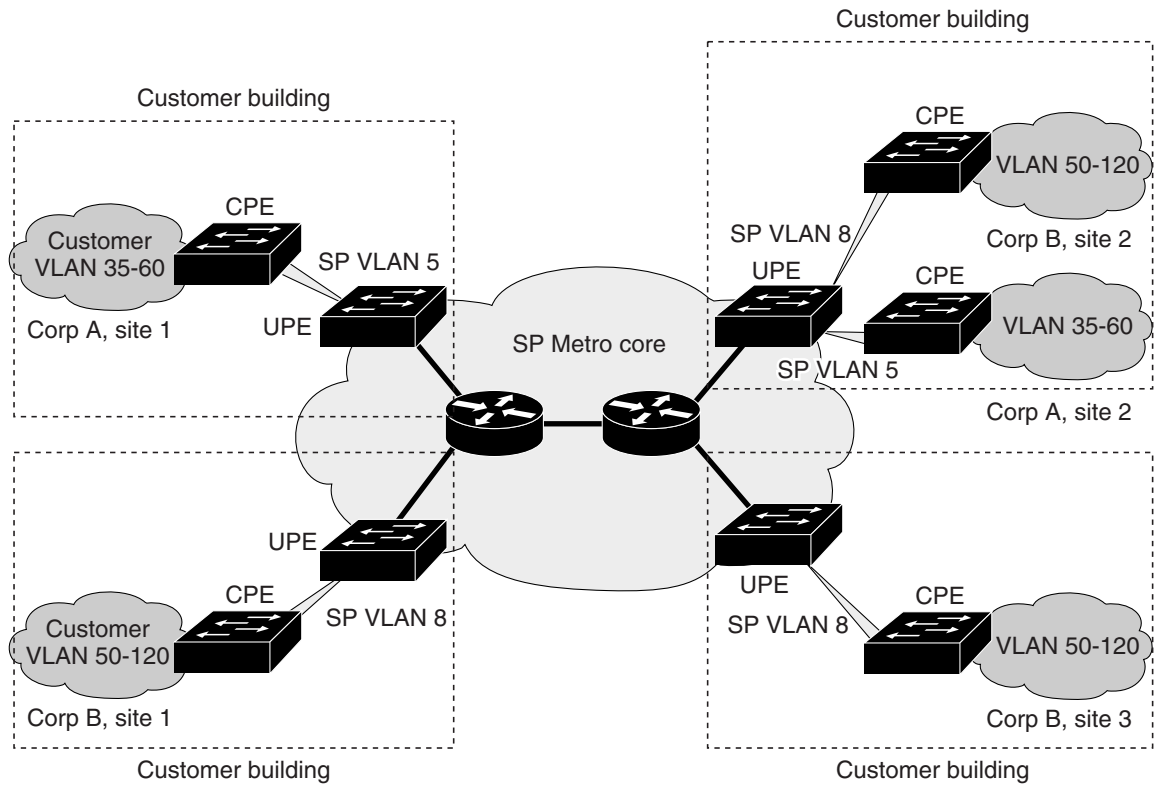 Customer building
Customer building
CPE
VLAN 50-120
SP VLAN 8
Corp B, site 2
CPE
Customer
VLAN 35-60
SP VLAN 5
UPE
CPE
Corp A, site 1
UPE
SP Metro core
VLAN 35-60
SP VLAN 5
Corp A, site 2
UPE
CPE
SP VLAN 8
Customer
VLAN 50-120
Corp B, site 1
Customer building
UPE
CPE
SP VLAN 8
VLAN 50-120
Corp B, site 3
Customer building